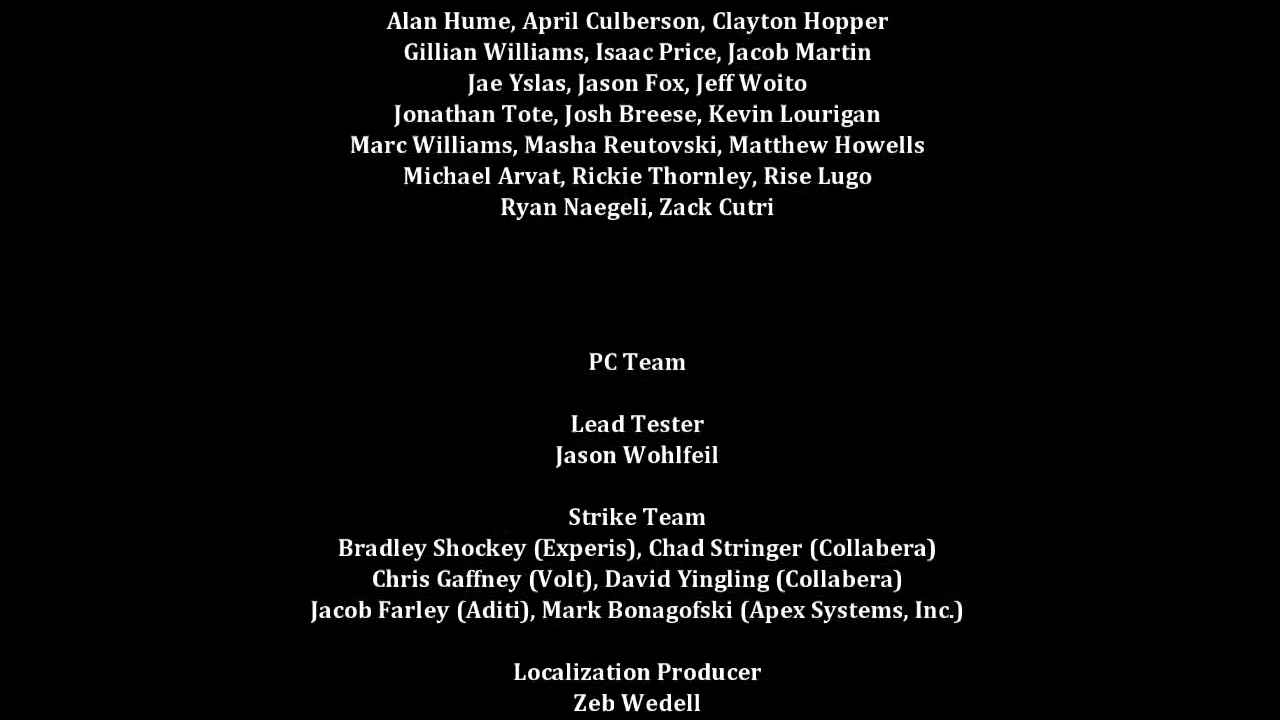 Alan Hume, April Culberson, Clayton Hopper
Gillian Williams, Isaac Price, Jacob Martin
Jae Yslas, Jason Fox, Jeff Woito
Jonathan Tote, Josh Breese, Kevin Lourigan
Marc Williams, Masha Reutovski, Matthew Howells
Michael Arvat, Rickie Thornley, Rise Lugo
Ryan Naegeli, Zack Cutri
PC Team
Lead Tester
Jason Wohlfeil
Strike Team
Bradley Shockey (Experis), Chad Stringer (Collabera)
Chris Gaffney (Volt), David Yingling (Collabera)
Jacob Farley (Aditi), Mark Bonagofski (Apex Systems, Inc.)
Localization Producer
Zeb Wedell